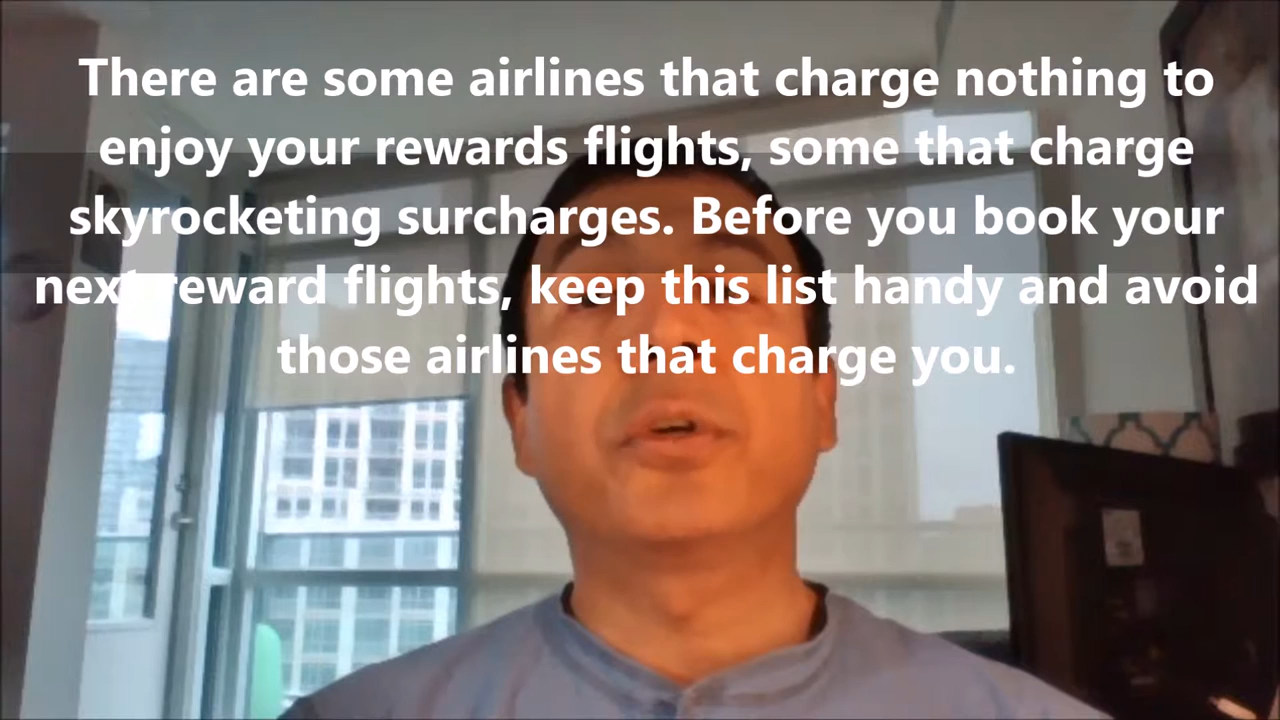 There are some airlines that charge nothing to
enjoy your rewards flights, some that charge
skyrocketing surcharges. Before you book your
next reward flights, keep this list handy and avoid
those airlines that charge you.